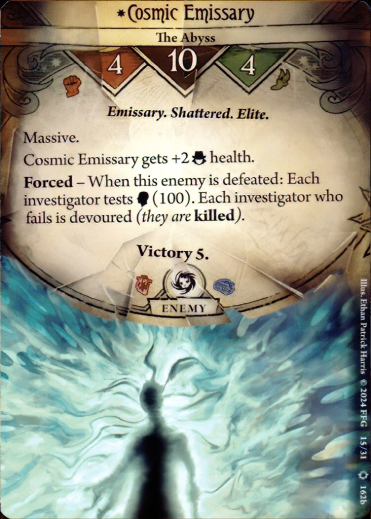 *Cosmic Emissary
The Abyss
4 10 4
Emissary. Shattered. Elite.
Massive.
Cosmic Emissary gets +2 health.
Forced – When this enemy is defeated: Each
investigator tests (100). Each investigator who
fails is devoured (they are killed).
Victory 5.
ENEMY
Illus. Ethan Patrick Harris © 2024 FFG 15/31 162b